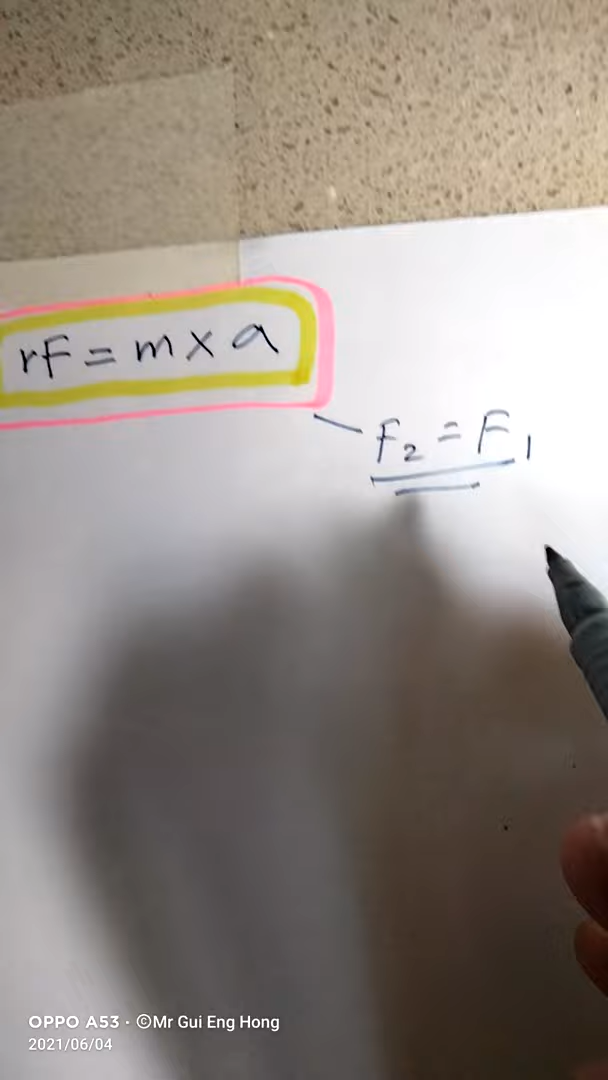 rF = m x a
F₂ = F₁
OPPO A53 · ©Mr Gui Eng Hong
2021/06/04